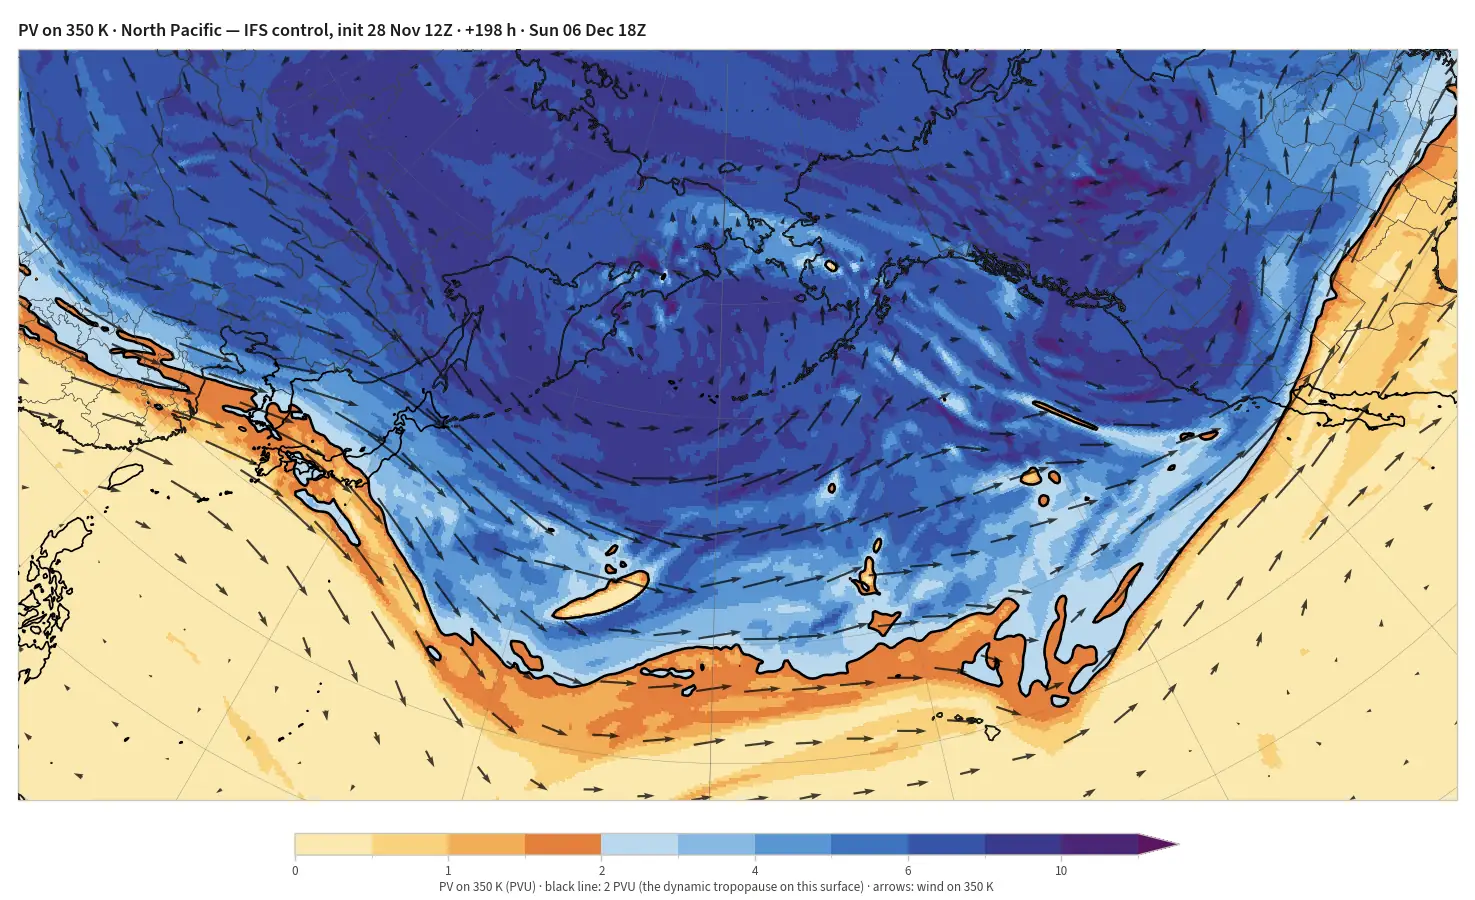 PV on 350 K · North Pacific — IFS control, init 28 Nov 12Z · +198 h · Sun 06 Dec 18Z
0 1 2 4 6 10
PV on 350 K (PVU) · black line: 2 PVU (the dynamic tropopause on this surface) · arrows: wind on 350 K